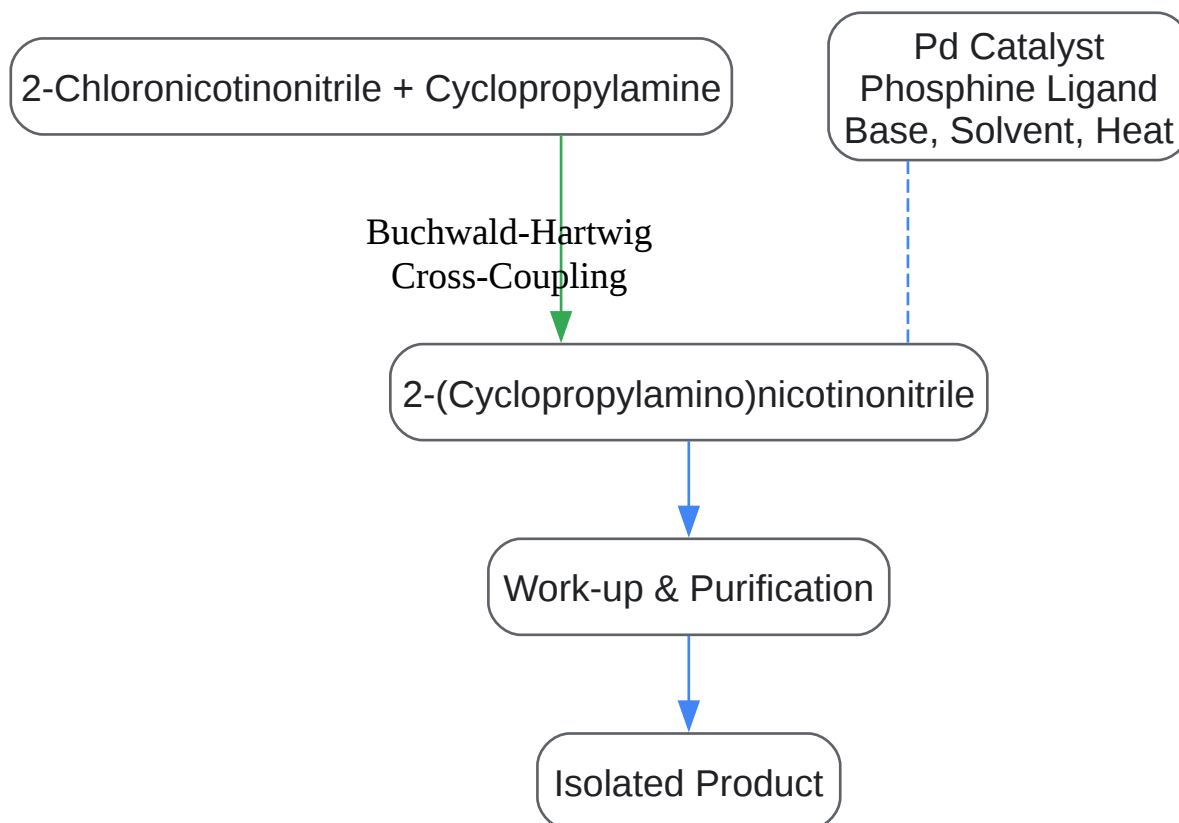 2-Chloronicotinonitrile + Cyclopropylamine
Pd Catalyst
Phosphine Ligand
Base, Solvent, Heat
Buchwald-Hartwig
Cross-Coupling
2-(Cyclopropylamino)nicotinonitrile
Work-up & Purification
Isolated Product